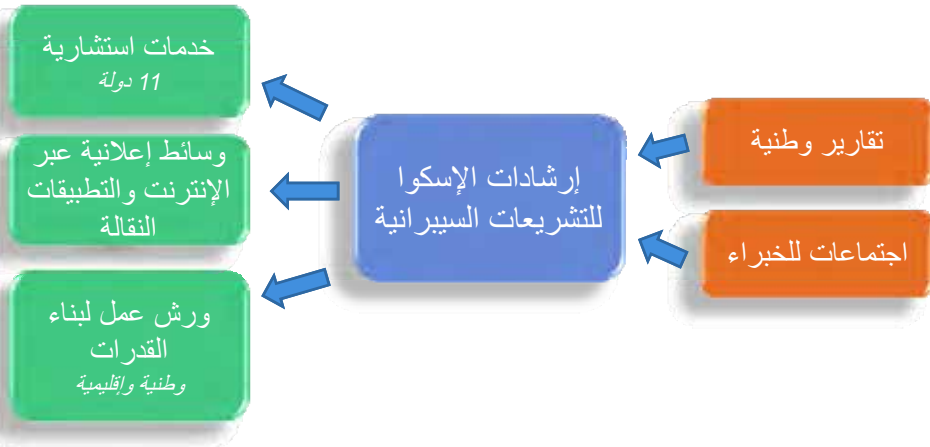 تقارير وطنية
اجتماعات للخبراء
إرشادات الإسكوا
للتشريعات السيبرانية
خدمات استشارية
11 دولة
وسائط إعلانية عبر
الإنترنت والتطبيقات
النقالة
ورش عمل لبناء
القدرات
وطنية وإقليمية